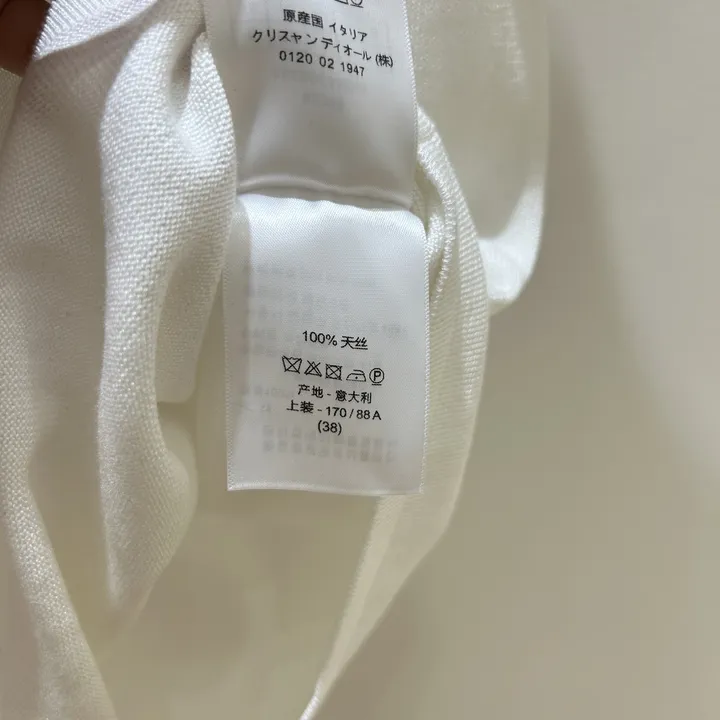 原産国 イタリア
クリスチャン ディオール (株)
0120 02 1947
100% 天丝
产地 - 意大利
上装 - 170 / 88 A
(38)